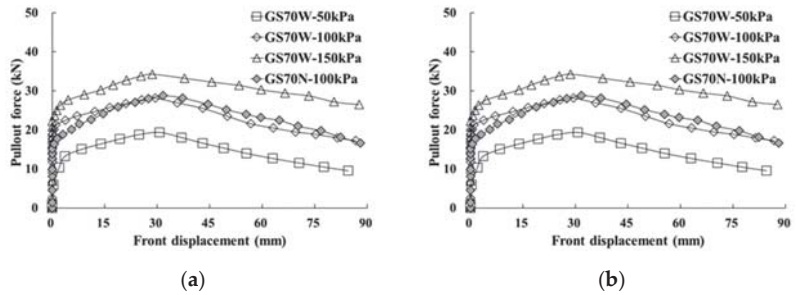 GS70W-50kPa
GS70W-100kPa
GS70W-150kPa
GS70N-100kPa
Pullout force (kN)
50
40
30
20
10
0
0 15 30 45 60 75 90
Front displacement (mm)
(a)
GS70W-50kPa
GS70W-100kPa
GS70W-150kPa
GS70N-100kPa
Pullout force (kN)
50
40
30
20
10
0
0 15 30 45 60 75 90
Front displacement (mm)
(b)